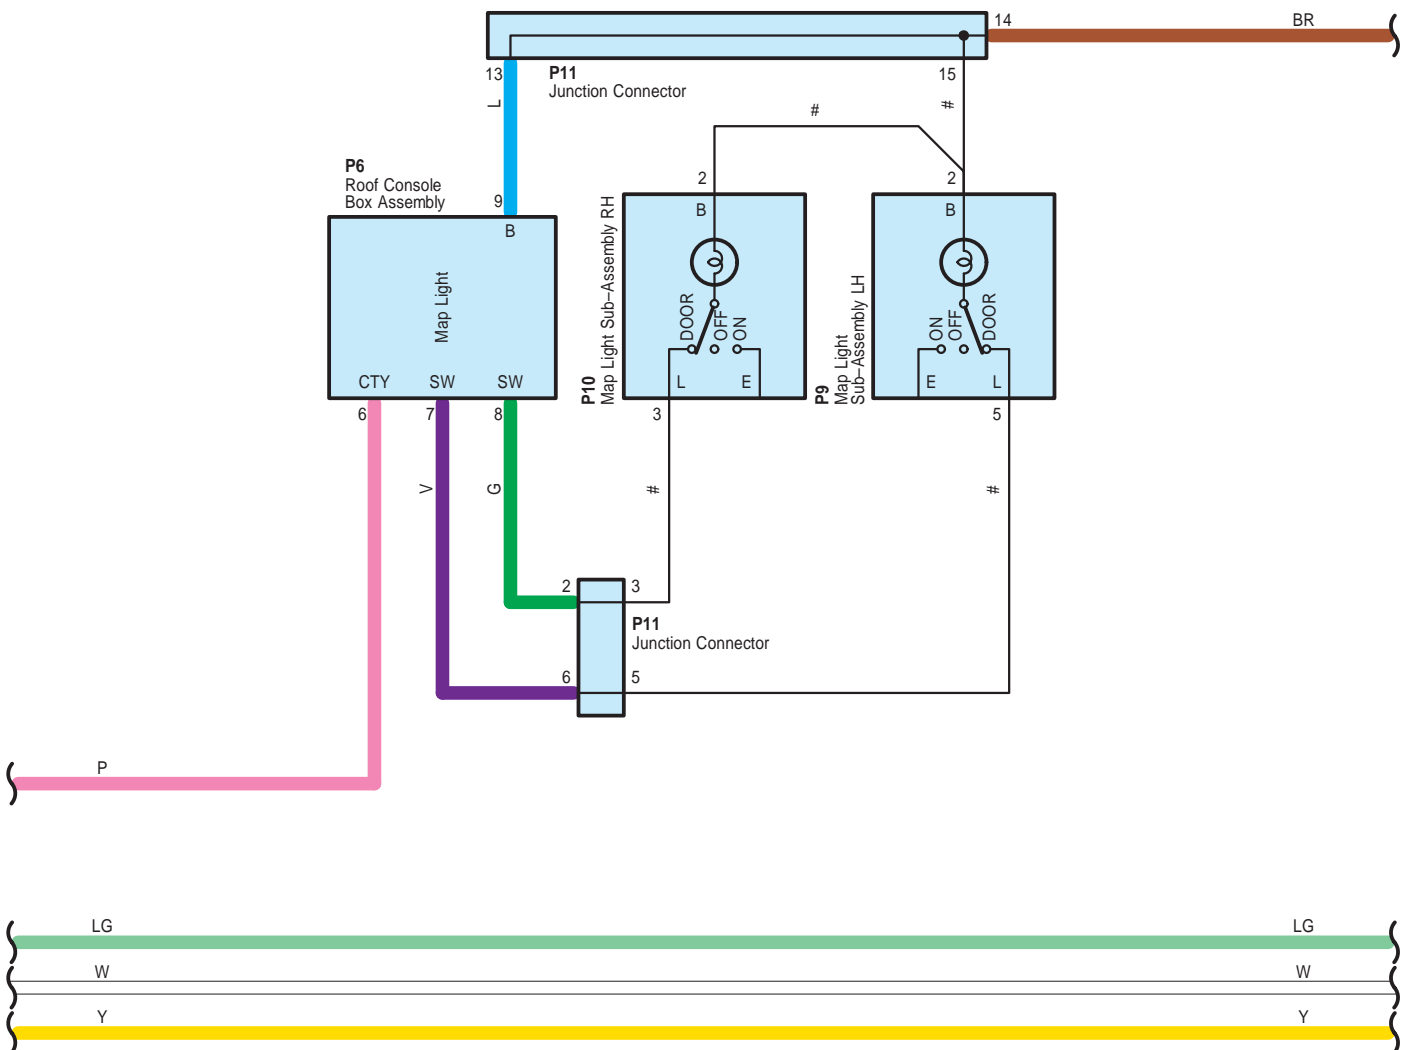 14
BR
13
P11
15
Junction Connector
L
#
#
P6
Roof Console
Box Assembly
9
2
2
B
B
B
Map Light
Map Light Sub–Assembly RH
P10
DOOR
OFF
ON
P9
Map Light
Sub–Assembly LH
ON
OFF
DOOR
CTY
SW
SW
L
E
E
L
6
7
8
3
5
V
G
#
#
2
3
P11
Junction Connector
6
5
P
LG
LG
W
W
Y
Y